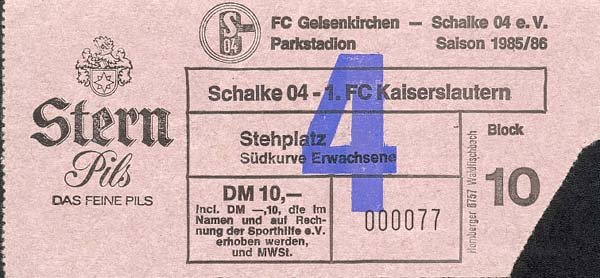 S 04
FC Gelsenkirchen — Schalke 04 e. V.
Parkstadion Saison 1985/86
Schalke 04 - 1. FC Kaiserslautern
4
Stern
Pils
DAS FEINE PILS
Stehplatz
Südkurve Erwachsene
Block
10
DM 10,—
incl. DM —,10, die im
Namen und auf Rech-
nung der Sporthilfe e.V.
erhoben werden,
und MWSt.
000077
Hornberger 8757 Waldfischbach